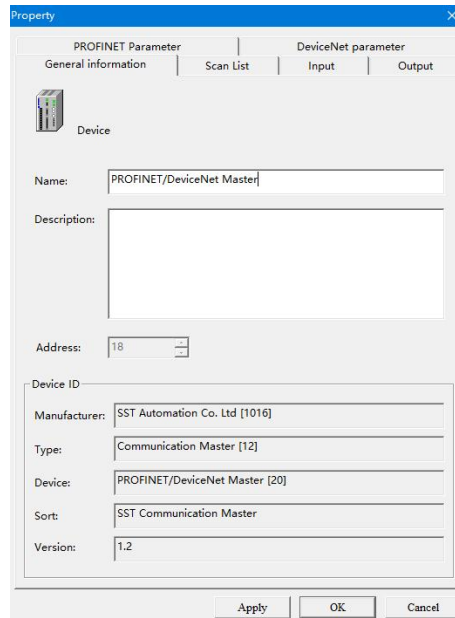 Property
PROFINET Parameter
DeviceNet parameter
General information
Scan List
Input
Output
Device
Name:
PROFINET/DeviceNet Master
Description:
Address:
18
Device ID
Manufacturer:
SST Automation Co. Ltd [1016]
Type:
Communication Master [12]
Device:
PROFINET/DeviceNet Master [20]
Sort:
SST Communication Master
Version:
1.2
Apply
OK
Cancel